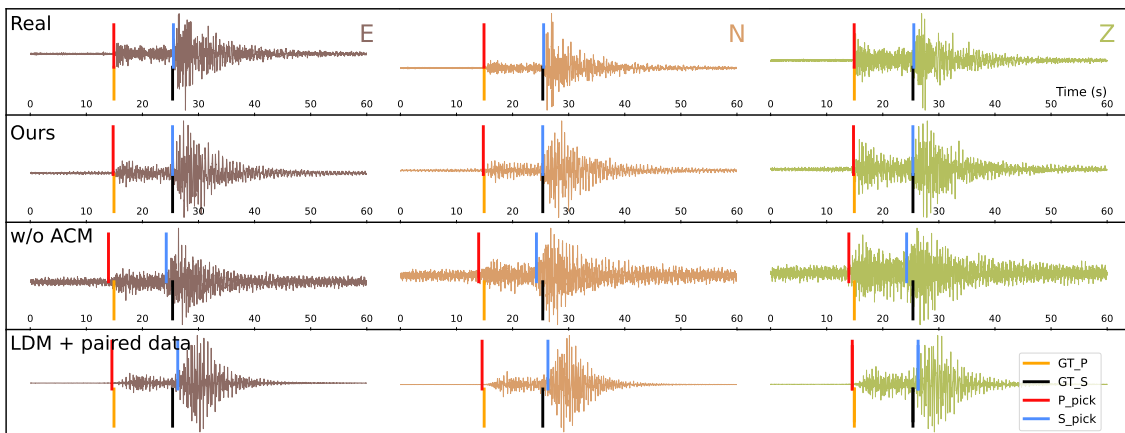 Real E N Z
Time (s)
0 10 20 30 40 50 60 0 10 20 30 40 50 60 0 10 20 30 40 50 60
Ours
0 10 20 30 40 50 60 0 10 20 30 40 50 60 0 10 20 30 40 50 60
w/o ACM
0 10 20 30 40 50 60 0 10 20 30 40 50 60 0 10 20 30 40 50 60
LDM + paired data
GT_P
GT_S
P_pick
S_pick